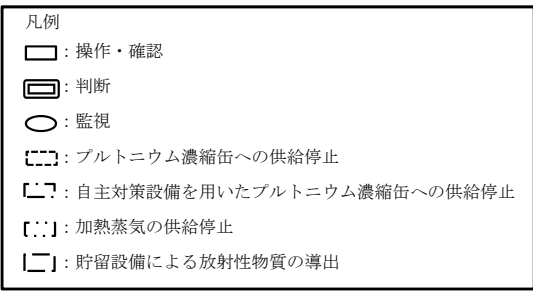 凡例
：操作・確認
：判断
：監視
：プルトニウム濃縮缶への供給停止
：自主対策設備を用いたプルトニウム濃縮缶への供給停止
：加熱蒸気の供給停止
：貯留設備による放射性物質の導出